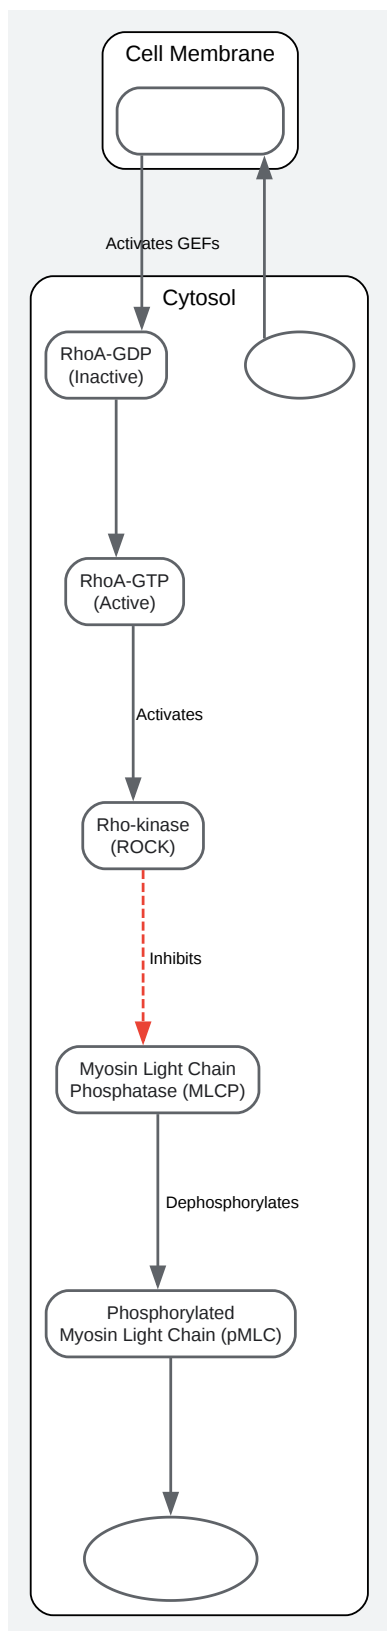 Cell Membrane
Activates GEFs
Cytosol
RhoA-GDP
(Inactive)
RhoA-GTP
(Active)
Activates
Rho-kinase
(ROCK)
Inhibits
Myosin Light Chain
Phosphatase (MLCP)
Dephosphorylates
Phosphorylated
Myosin Light Chain (pMLC)